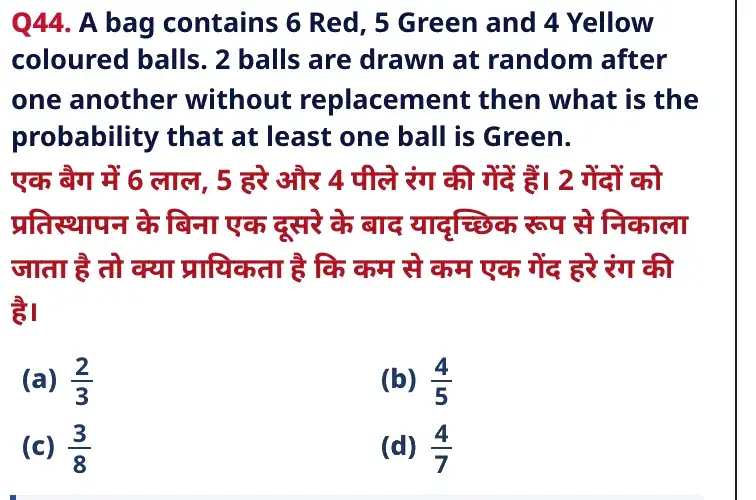 Q44. A bag contains 6 Red, 5 Green and 4 Yellow
coloured balls. 2 balls are drawn at random after
one another without replacement then what is the
probability that at least one ball is Green.
एक बैग में 6 लाल, 5 हरे और 4 पीले रंग की गेंदें हैं। 2 गेंदों को
प्रतिस्थापन के बिना एक दूसरे के बाद यादृच्छिक रूप से निकाला
जाता है तो क्या प्रायिकता है कि कम से कम एक गेंद हरे रंग की
है।
(a) 2/3 (b) 4/5
(c) 3/8 (d) 4/7